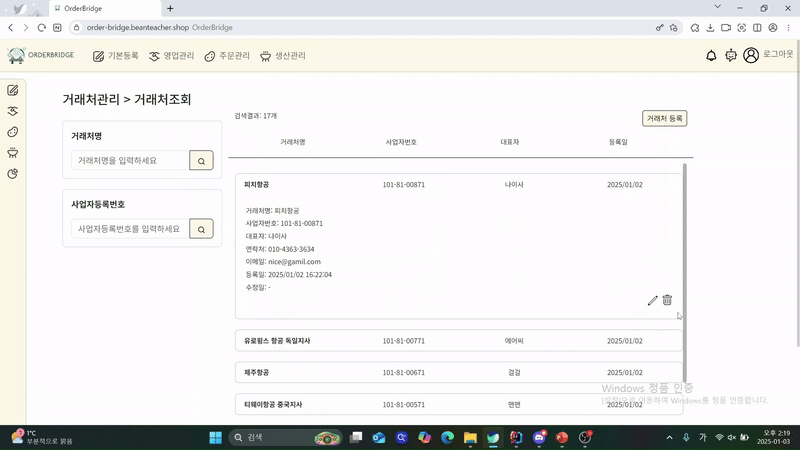 OrderBridge
order-bridge.beanteacher.shop OrderBridge
ORDERBRIDGE 기본등록 영업관리 주문관리 생산관리 로그아웃
거래처관리 > 거래처조회
거래처명
거래처명을 입력하세요
사업자등록번호
사업자등록번호를 입력하세요
검색결과: 17개
거래처 등록
거래처명 사업자번호 대표자 등록일
피치항공 101-81-00871 나이사 2025/01/02
거래처명: 피치항공
사업자번호: 101-81-00871
대표자: 나이사
연락처: 010-4363-3634
이메일: nice@gamil.com
등록일: 2025/01/02 16:22:04
수정일: -
유로윙스 항공 독일지사 101-81-00771 에어씨 2025/01/02
제주항공 101-81-00671 걸걸 2025/01/02
티웨이항공 중국지사 101-81-00571 맨맨 2025/01/02
Windows 정품 인증
[설정]으로 이동하여 Windows를 정품 인증합니다.
1°C
부분적으로 맑음
검색
가
오후 2:19
2025-01-03